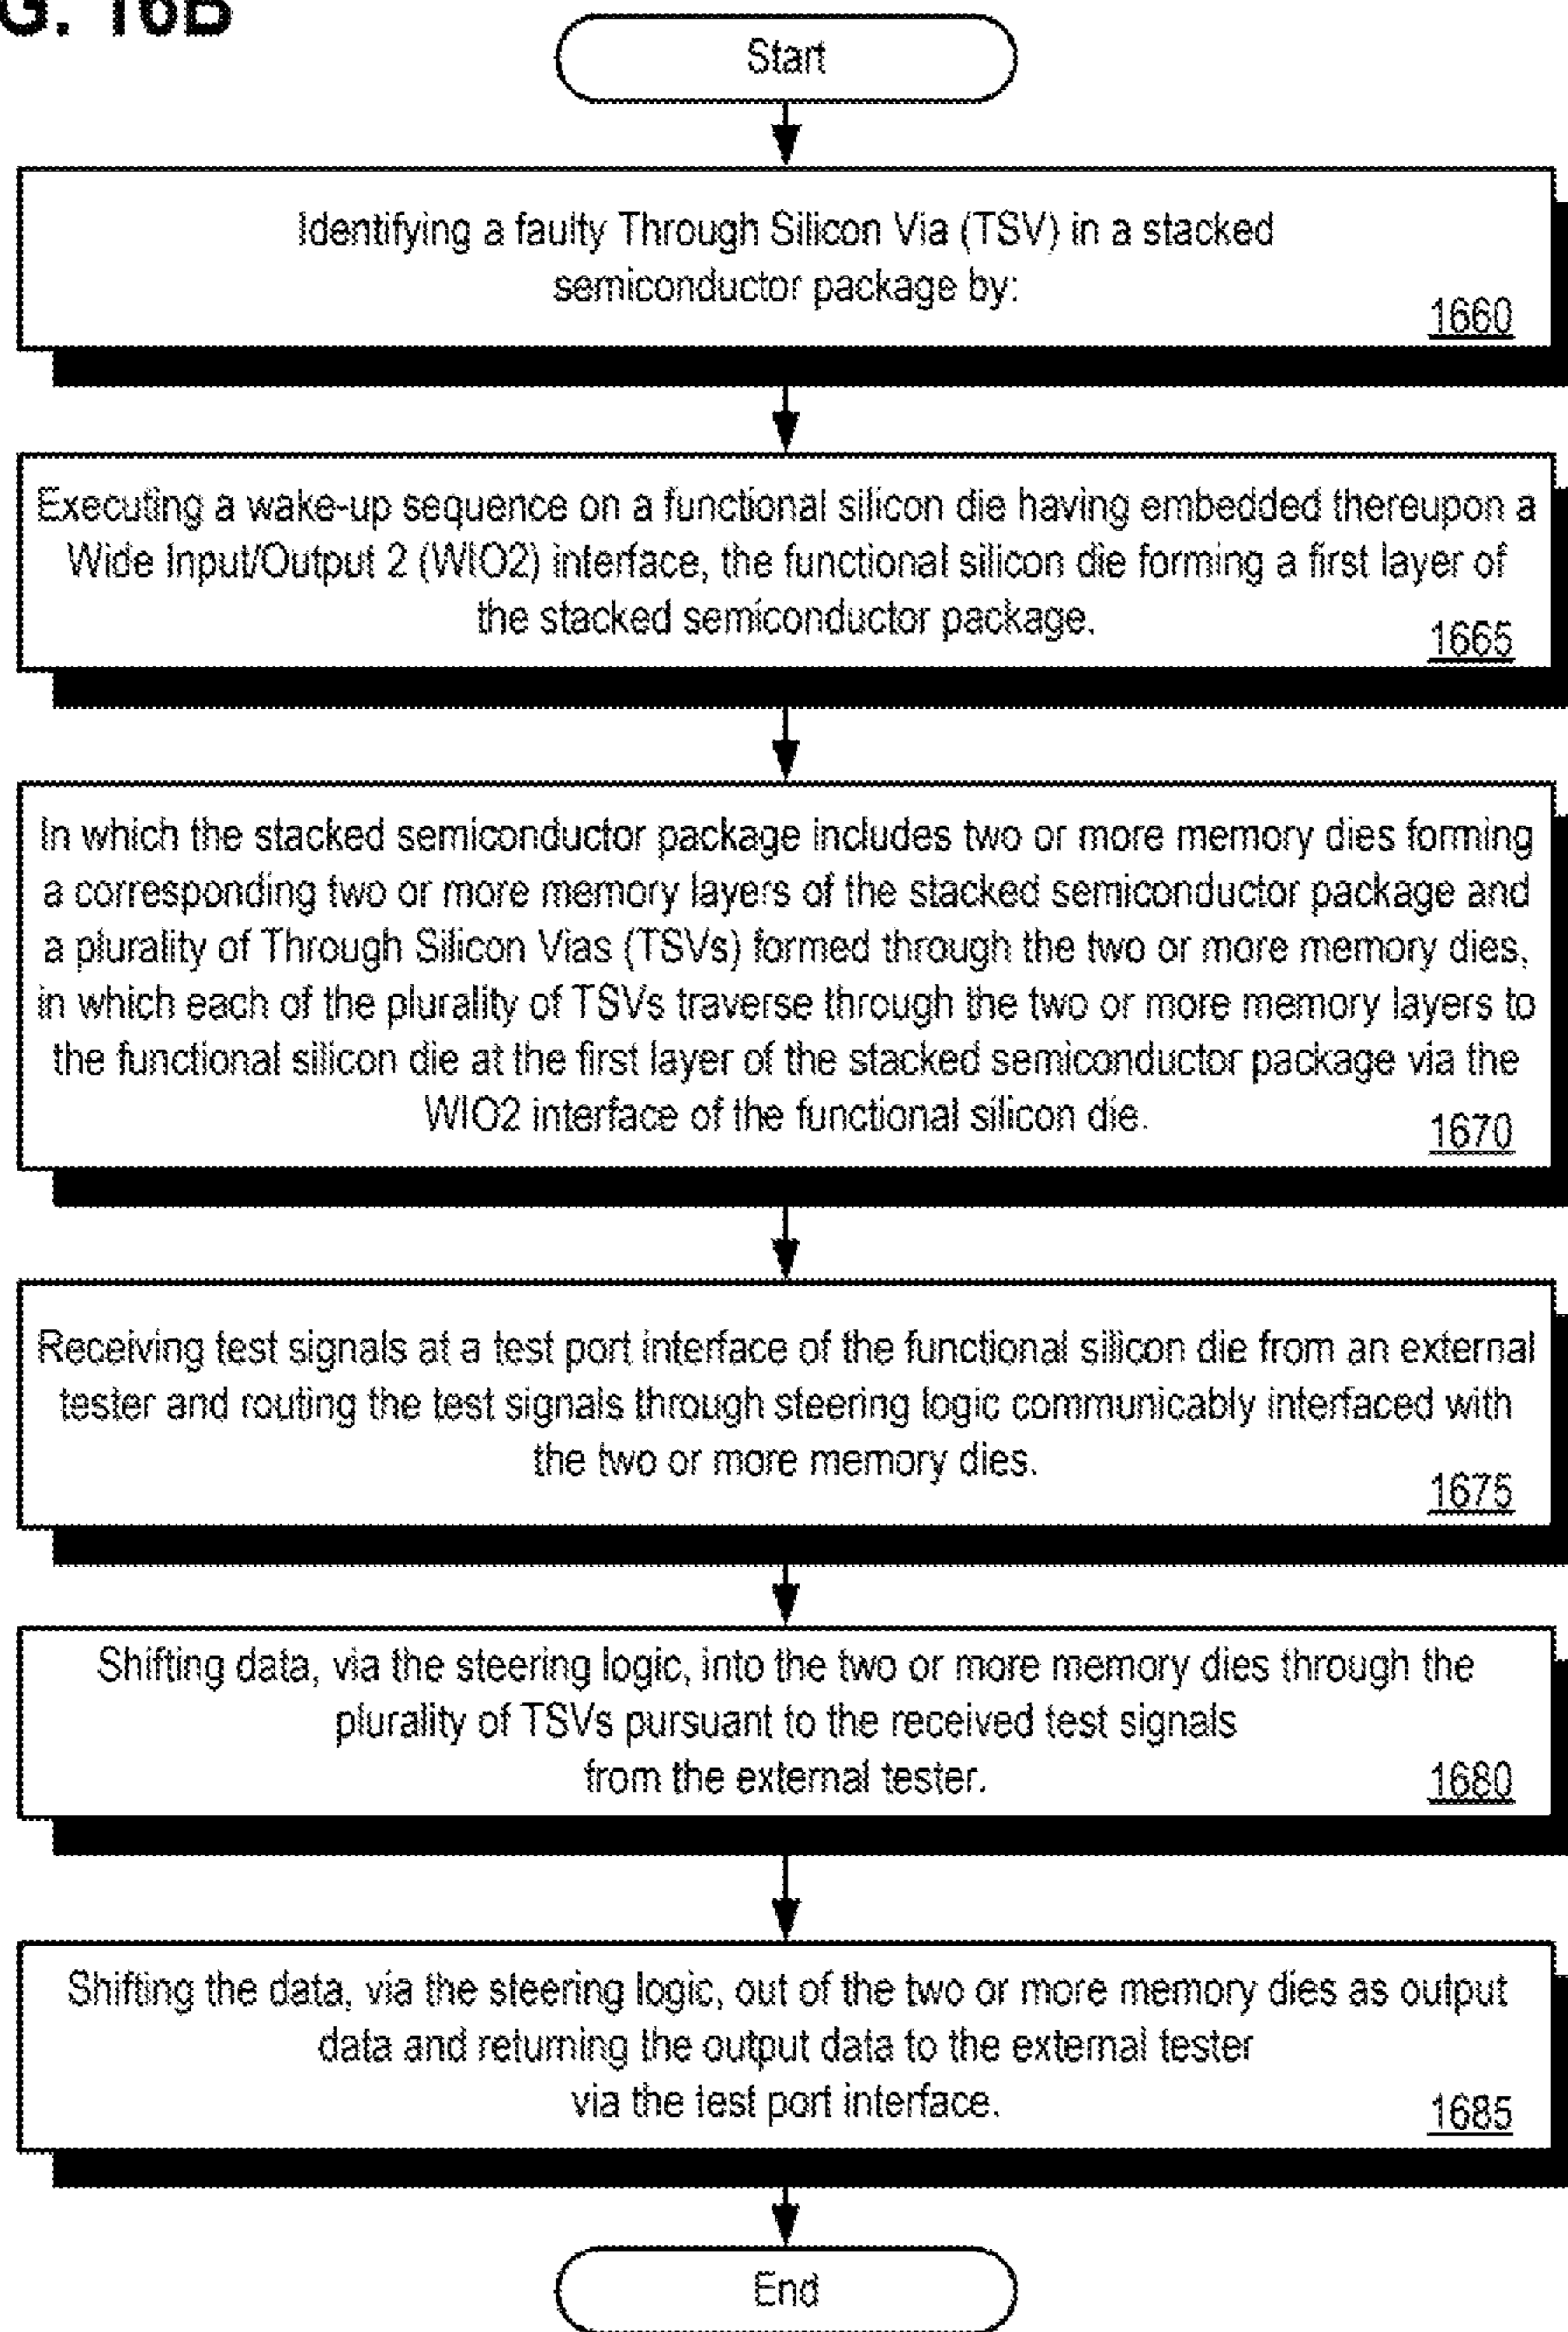 G. 16B
Start
Identifying a faulty Through Silicon Via (TSV) in a stacked
semiconductor package by:
1660
Executing a wake-up sequence on a functional silicon die having embedded thereupon a
Wide Input/Output 2 (WIO2) interface, the functional silicon die forming a first layer of
the stacked semiconductor package.
1665
In which the stacked semiconductor package includes two or more memory dies forming
a corresponding two or more memory layers of the stacked semiconductor package and
a plurality of Through Silicon Vias (TSVs) formed through the two or more memory dies,
in which each of the plurality of TSVs traverse through the two or more memory layers to
the functional silicon die at the first layer of the stacked semiconductor package via the
WIO2 interface of the functional silicon die.
1670
Receiving test signals at a test port interface of the functional silicon die from an external
tester and routing the test signals through steering logic communicably interfaced with
the two or more memory dies.
1675
Shifting data, via the steering logic, into the two or more memory dies through the
plurality of TSVs pursuant to the received test signals
from the external tester.
1680
Shifting the data, via the steering logic, out of the two or more memory dies as output
data and returning the output data to the external tester
via the test port interface.
1685
End